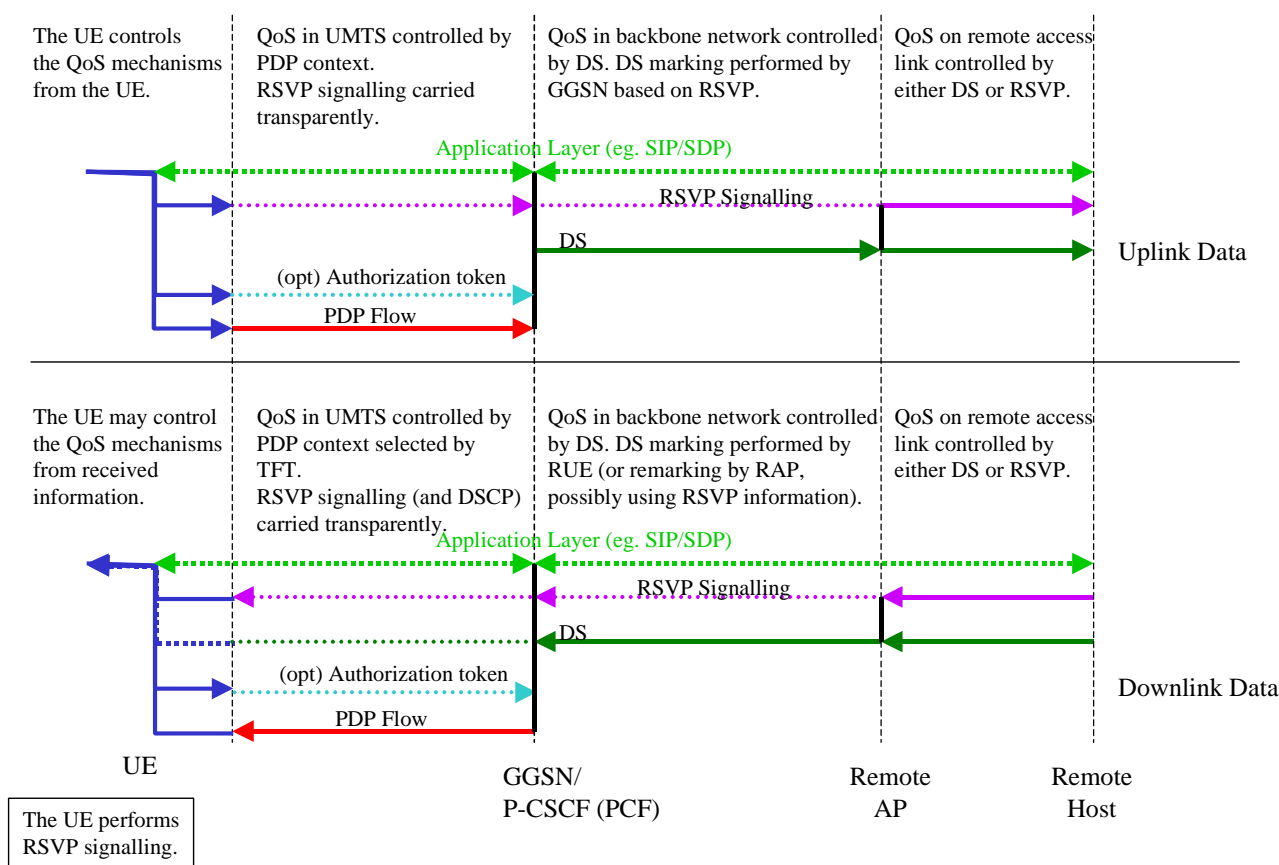 The UE controls
the QoS mechanisms
from the UE.
QoS in UMTS controlled by
PDP context.
RSVP signalling carried
transparently.
QoS in backbone network controlled
by DS. DS marking performed by
GGSN based on RSVP.
QoS on remote access
link controlled by
either DS or RSVP.
Application Layer (eg. SIP/SDP)
RSVP Signalling
DS
Uplink Data
(opt) Authorization token
PDP Flow
The UE may control
the QoS mechanisms
from received
information.
QoS in UMTS controlled by
PDP context selected by
TFT.
RSVP signalling (and DSCP)
carried transparently.
QoS in backbone network controlled
by DS. DS marking performed by
RUE (or remarking by RAP,
possibly using RSVP information).
QoS on remote access
link controlled by
either DS or RSVP.
Application Layer (eg. SIP/SDP)
RSVP Signalling
DS
(opt) Authorization token
Downlink Data
PDP Flow
UE
GGSN/
P-CSCF (PCF)
Remote
AP
Remote
Host
The UE performs
RSVP signalling.